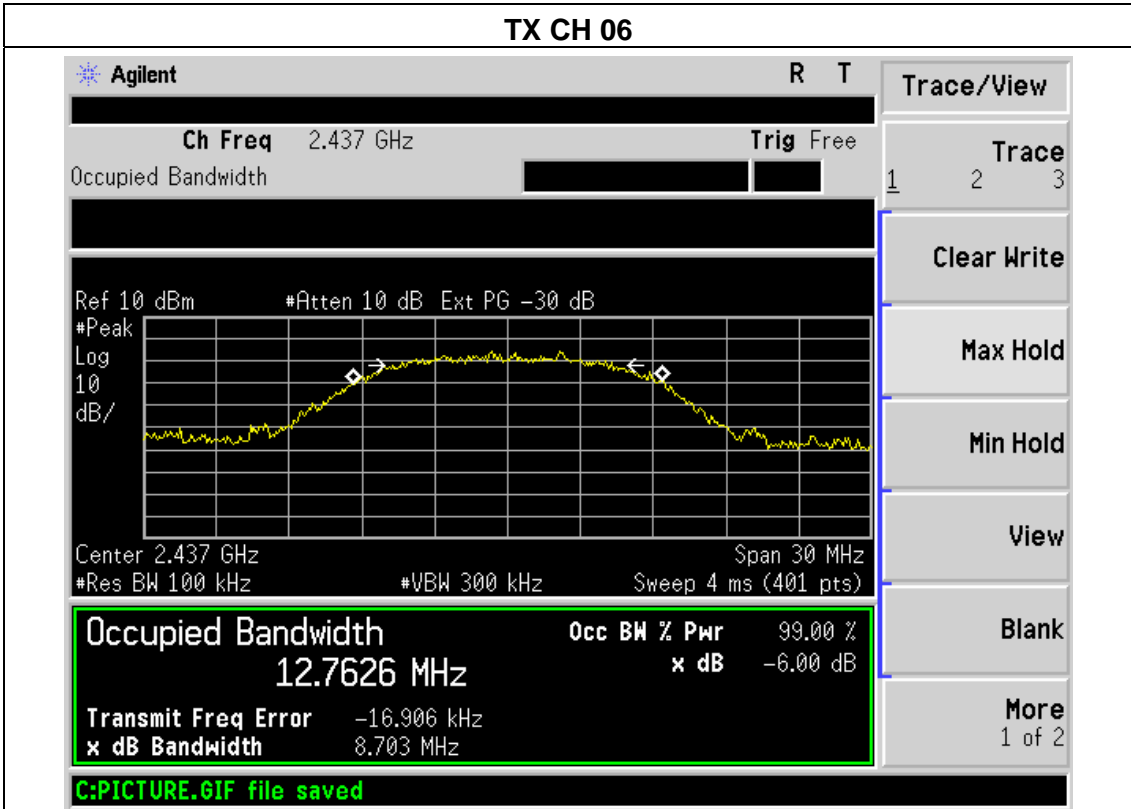 TX CH 06
Agilent R T
Trace/View
Ch Freq 2.437 GHz Trig Free
Occupied Bandwidth
Trace
1 2 3
Clear Write
Ref 10 dBm #Atten 10 dB Ext PG –30 dB
#Peak
Log
10
dB/
Max Hold
Min Hold
View
Center 2.437 GHz Span 30 MHz
#Res BW 100 kHz #VBW 300 kHz Sweep 4 ms (401 pts)
Occupied Bandwidth
12.7626 MHz
Occ BW % Pwr 99.00 %
x dB –6.00 dB
Blank
Transmit Freq Error –16.906 kHz
x dB Bandwidth 8.703 MHz
More
1 of 2
C:PICTURE.GIF file saved